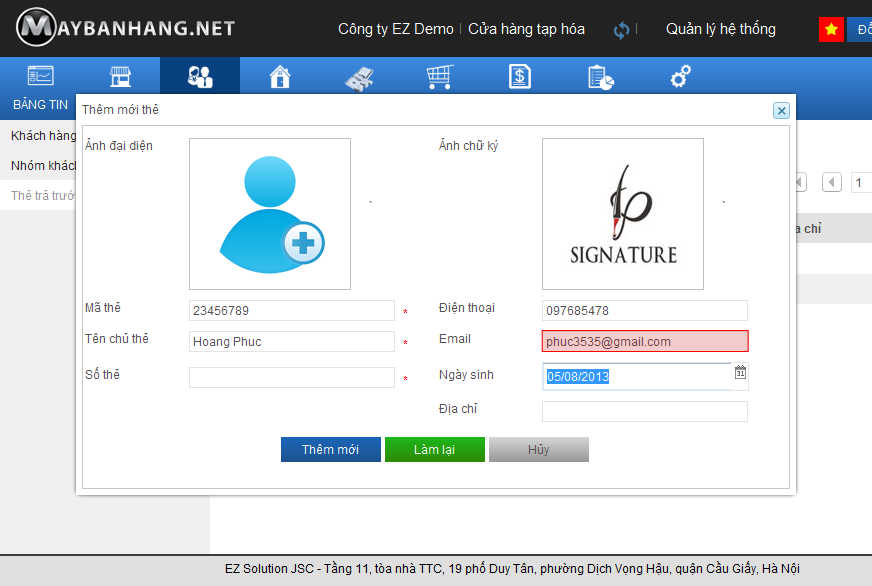 MAYBANHANG.NET
Công ty EZ Demo | Cửa hàng tạp hóa | Quản lý hệ thống
BẢNG TIN
Thêm mới thẻ
Khách hàng
Nhóm khách
Thẻ trả trướ
Ảnh đại diện
Ảnh chữ ký
SIGNATURE
1
a chỉ
Mã thẻ 23456789 * Điện thoại 097685478
Tên chủ thẻ Hoang Phuc * Email phuc3535@gmail.com
Số thẻ * Ngày sinh 05/08/2013
Địa chỉ
Thêm mới Làm lại Hủy
EZ Solution JSC - Tầng 11, tòa nhà TTC, 19 phố Duy Tân, phường Dịch Vọng Hậu, quận Cầu Giấy, Hà Nội